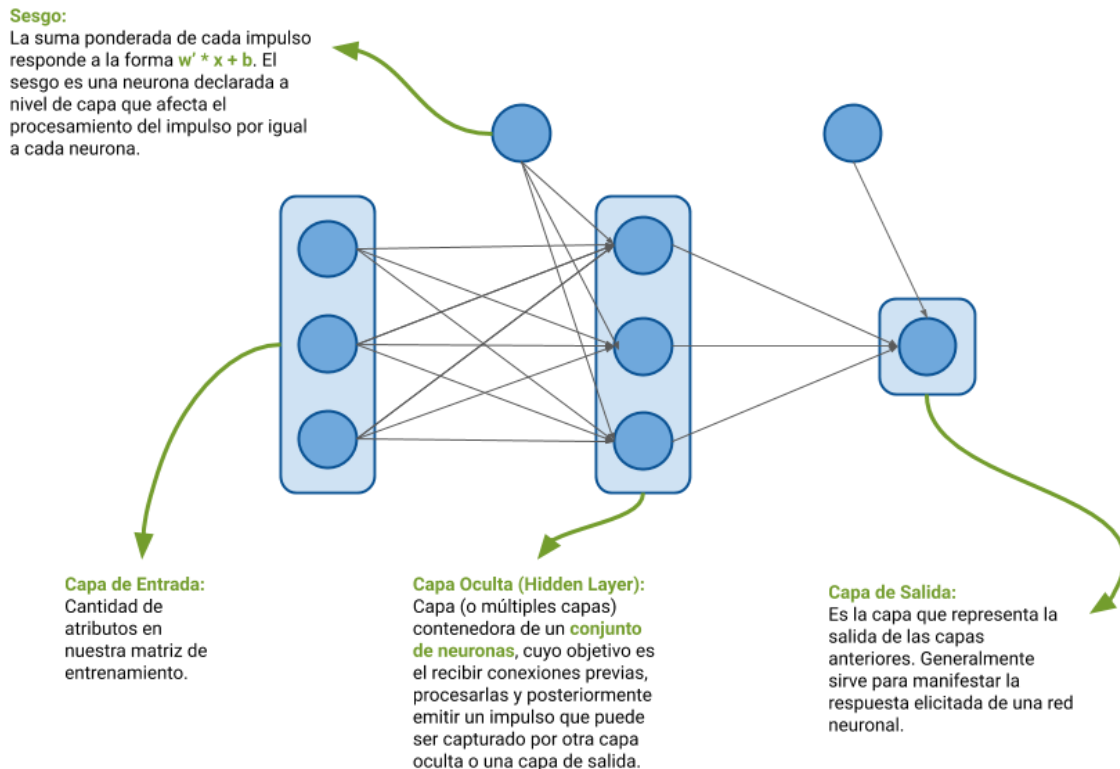 Sesgo:
La suma ponderada de cada impulso
responde a la forma w' * x + b. El
sesgo es una neurona declarada a
nivel de capa que afecta el
procesamiento del impulso por igual
a cada neurona.
Capa de Entrada:
Cantidad de
atributos en
nuestra matriz de
entrenamiento.
Capa Oculta (Hidden Layer):
Capa (o múltiples capas)
contenedora de un conjunto
de neuronas, cuyo objetivo es
el recibir conexiones previas,
procesarlas y posteriormente
emitir un impulso que puede
ser capturado por otra capa
oculta o una capa de salida.
Capa de Salida:
Es la capa que representa la
salida de las capas
anteriores. Generalmente
sirve para manifestar la
respuesta elicitada de una red
neuronal.